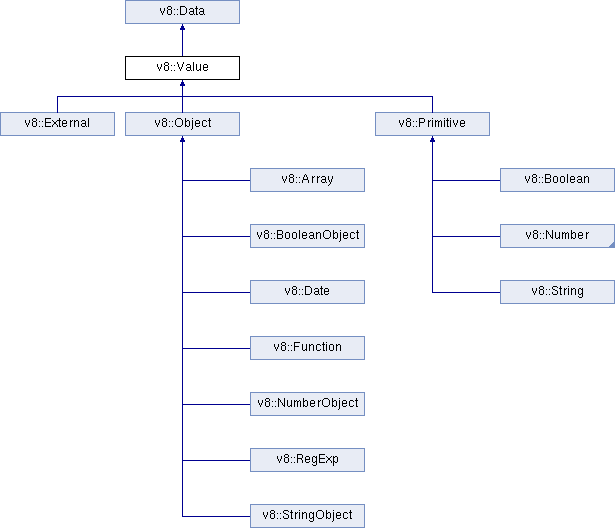 v8::Data
v8::Value
v8::External
v8::Object
v8::Primitive
v8::Array
v8::Boolean
v8::BooleanObject
v8::Number
v8::Date
v8::String
v8::Function
v8::NumberObject
v8::RegExp
v8::StringObject